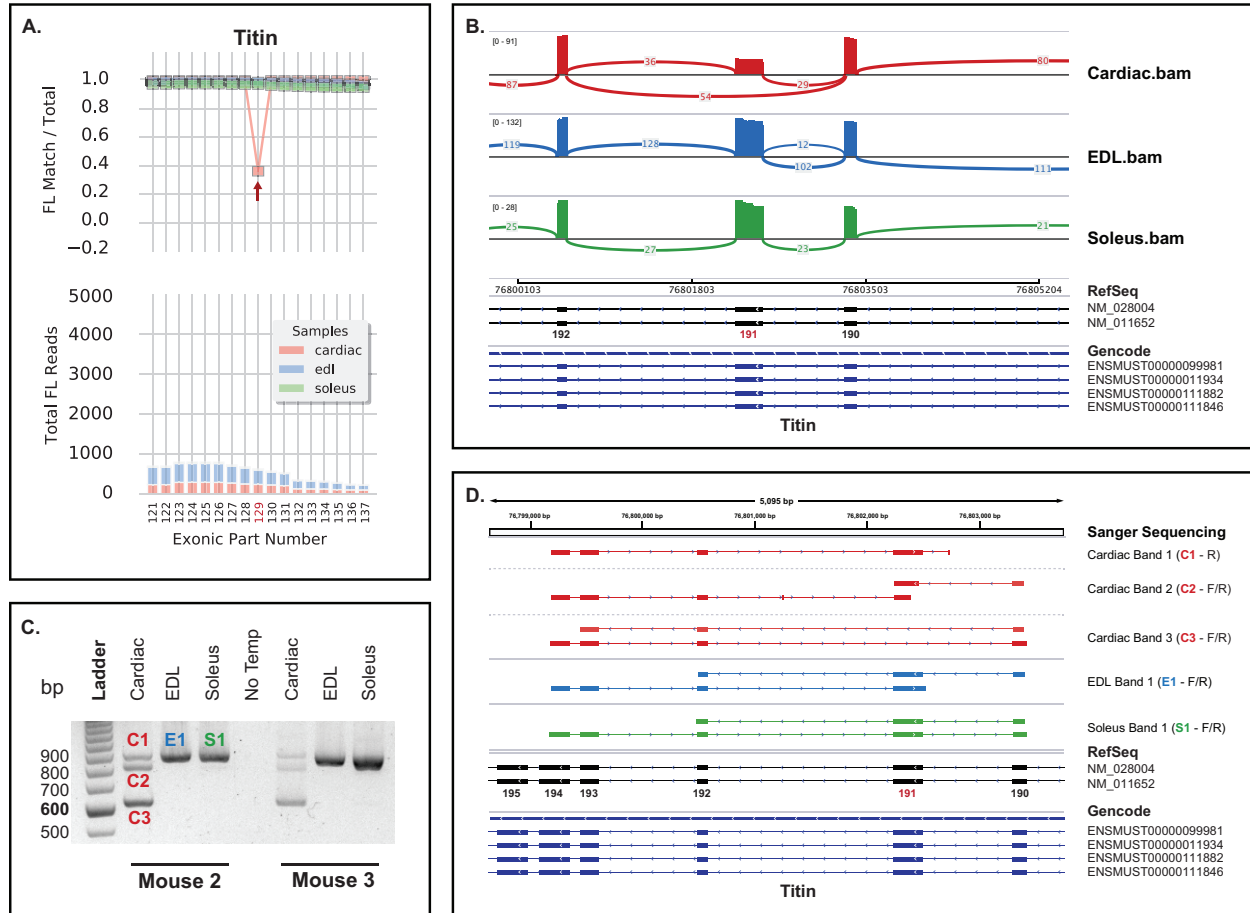 A.
Titin
FL Match / Total
1.0
0.8
0.6
0.4
0.2
0.0
−0.2
Total FL Reads
5000
4000
3000
2000
1000
0
Samples
cardiac
edl
soleus
121 122 123 124 125 126 127 128 129 130 131 132 133 134 135 136 137
Exonic Part Number
B.
[0 - 91]
87 36 54 29 80
Cardiac.bam
[0 - 132]
119 128 12 102 111
EDL.bam
[0 - 28]
25 27 23 21
Soleus.bam
76800103 76801803 76803503 76805204
RefSeq
NM_028004
NM_011652
192 191 190
Gencode
ENSMUST00000099981
ENSMUST00000011934
ENSMUST00000111882
ENSMUST00000111846
Titin
C.
bp
Ladder Cardiac EDL Soleus No Temp Cardiac EDL Soleus
900
800
700
600
500
C1 E1 S1
C2
C3
Mouse 2 Mouse 3
D.
5,095 bp
76,799,000 bp 76,800,000 bp 76,801,000 bp 76,802,000 bp 76,803,000 bp
Sanger Sequencing
Cardiac Band 1 (C1 - R)
Cardiac Band 2 (C2 - F/R)
Cardiac Band 3 (C3 - F/R)
EDL Band 1 (E1 - F/R)
Soleus Band 1 (S1 - F/R)
RefSeq
NM_028004
NM_011652
195 194 193 192 191 190
Gencode
ENSMUST00000099981
ENSMUST00000011934
ENSMUST00000111882
ENSMUST00000111846
Titin